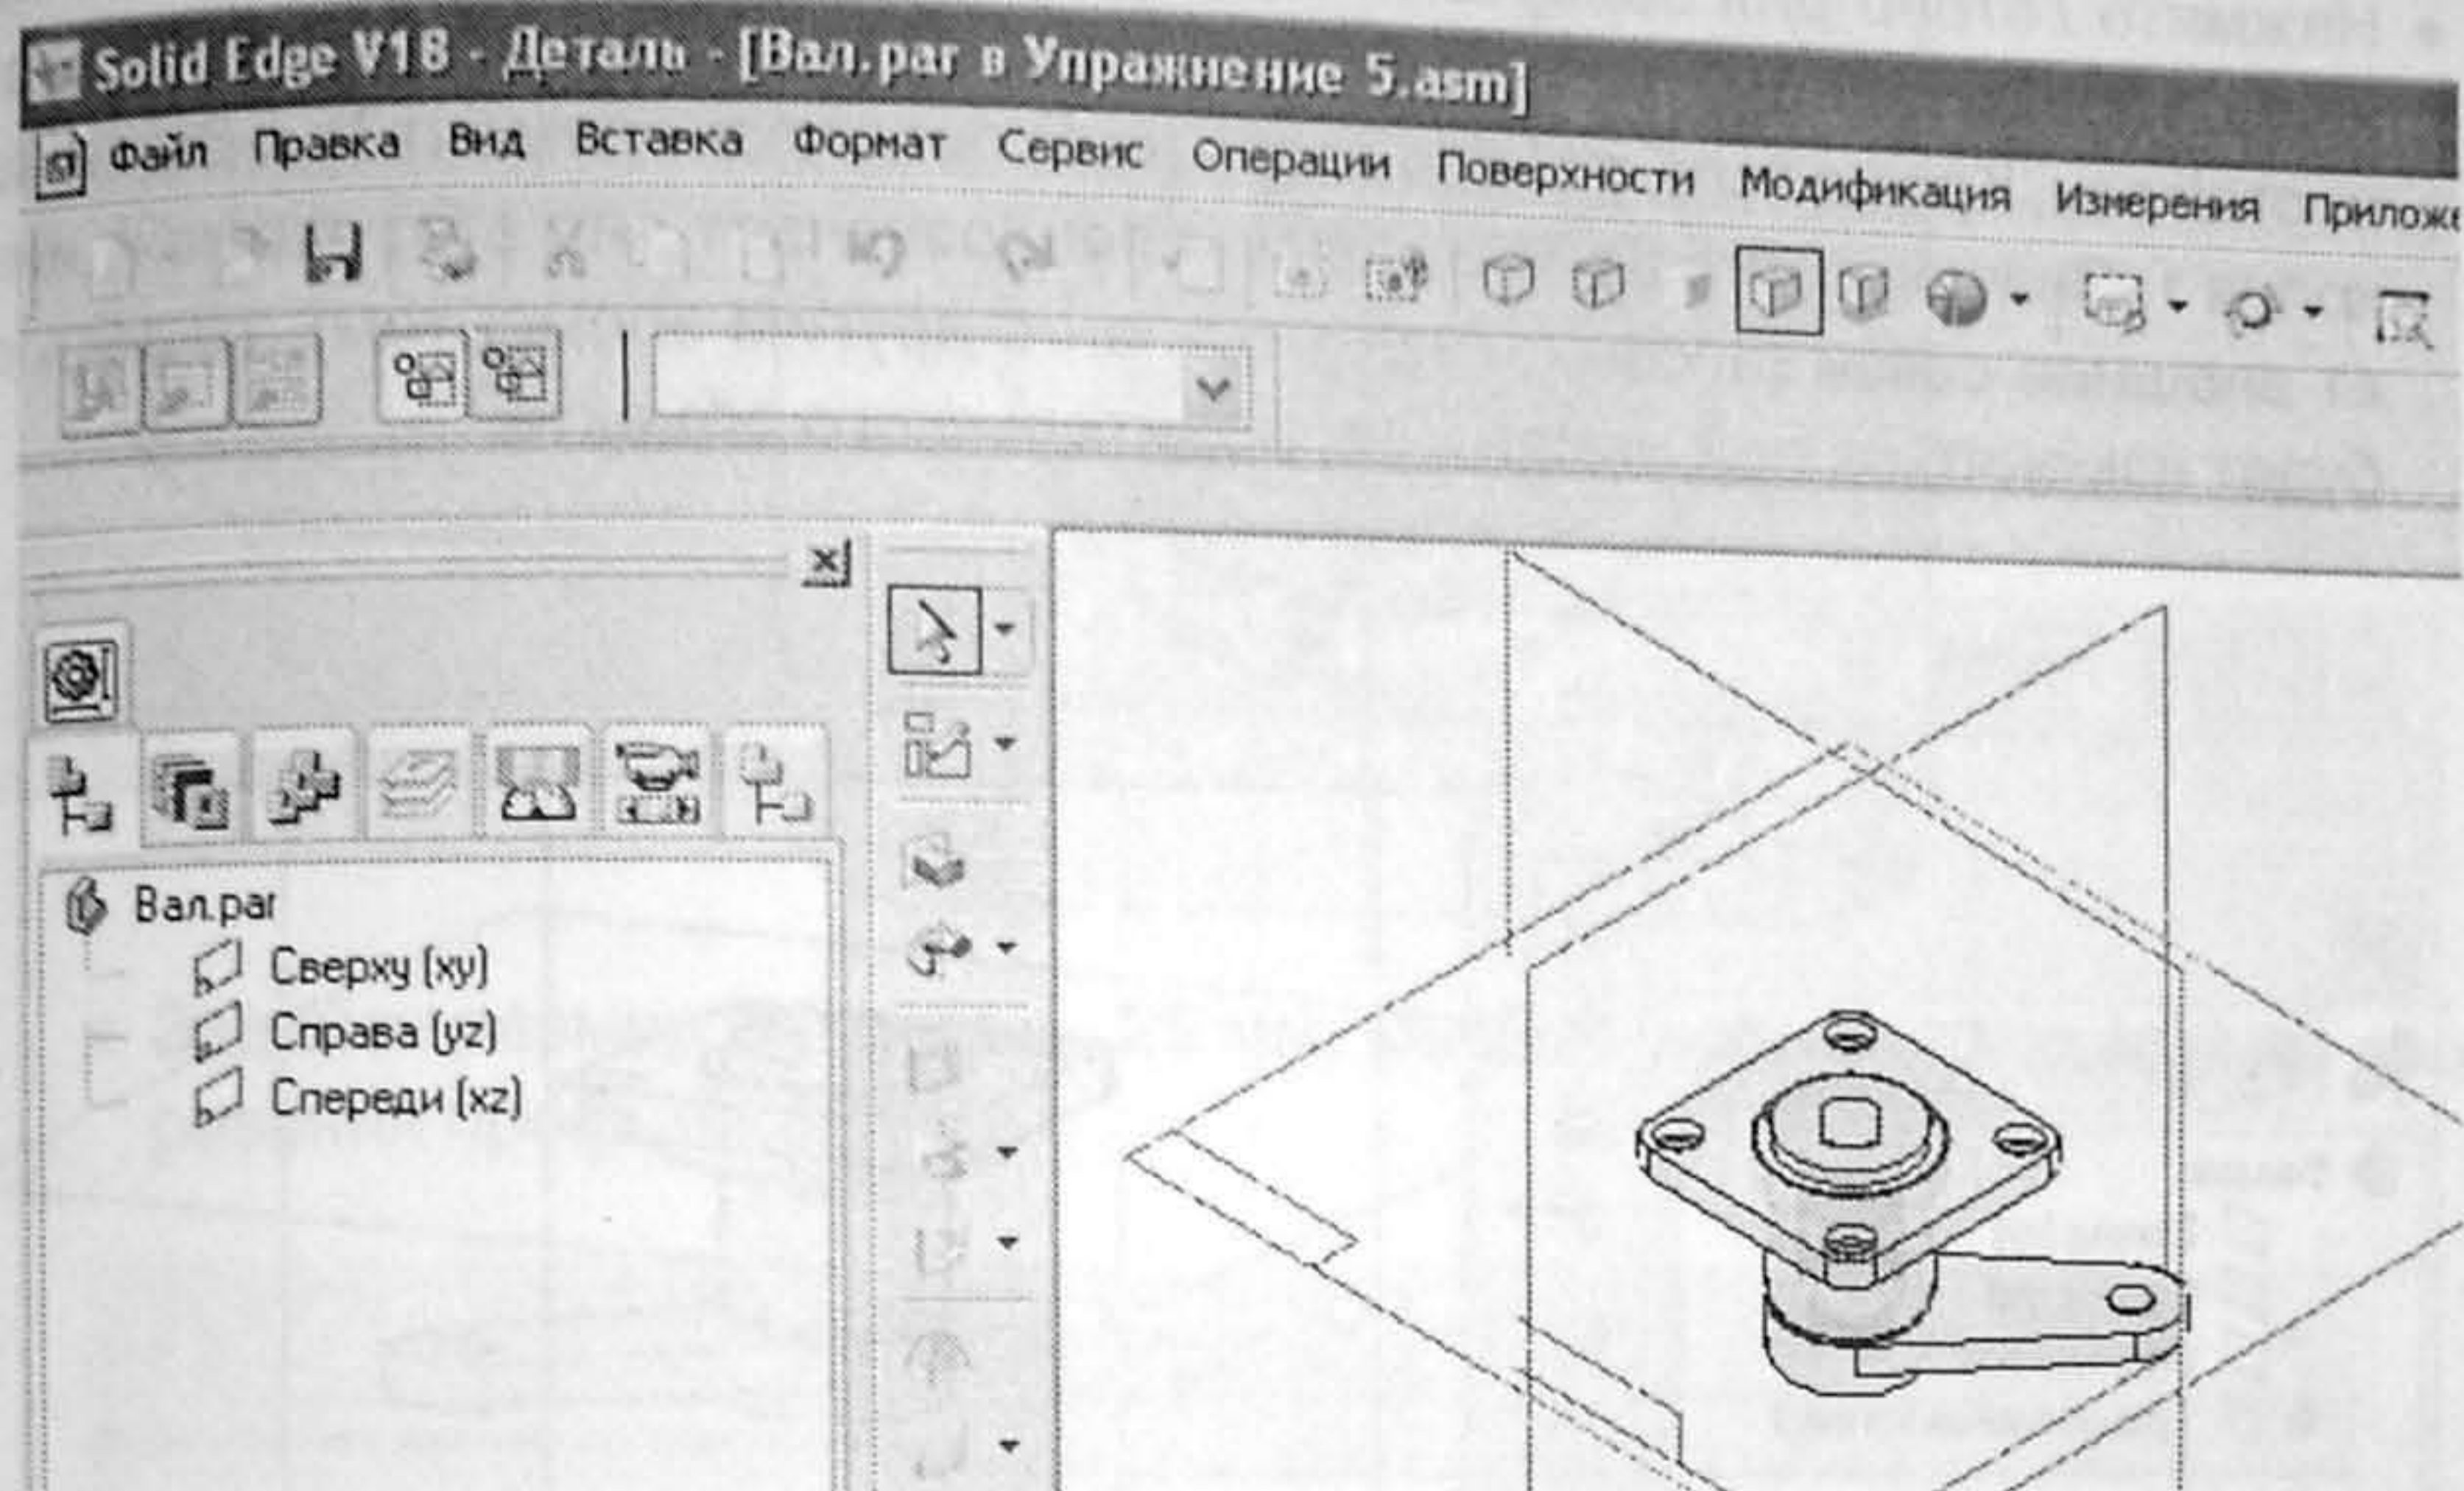 Solid Edge V18 - Деталь - [Вал.par в Упражнение 5.asm]
Файл Правка Вид Вставка Формат Сервис Операции Поверхности Модификация Измерения Приложе
Вал.par
Сверху (xy)
Справа (yz)
Спереди (xz)